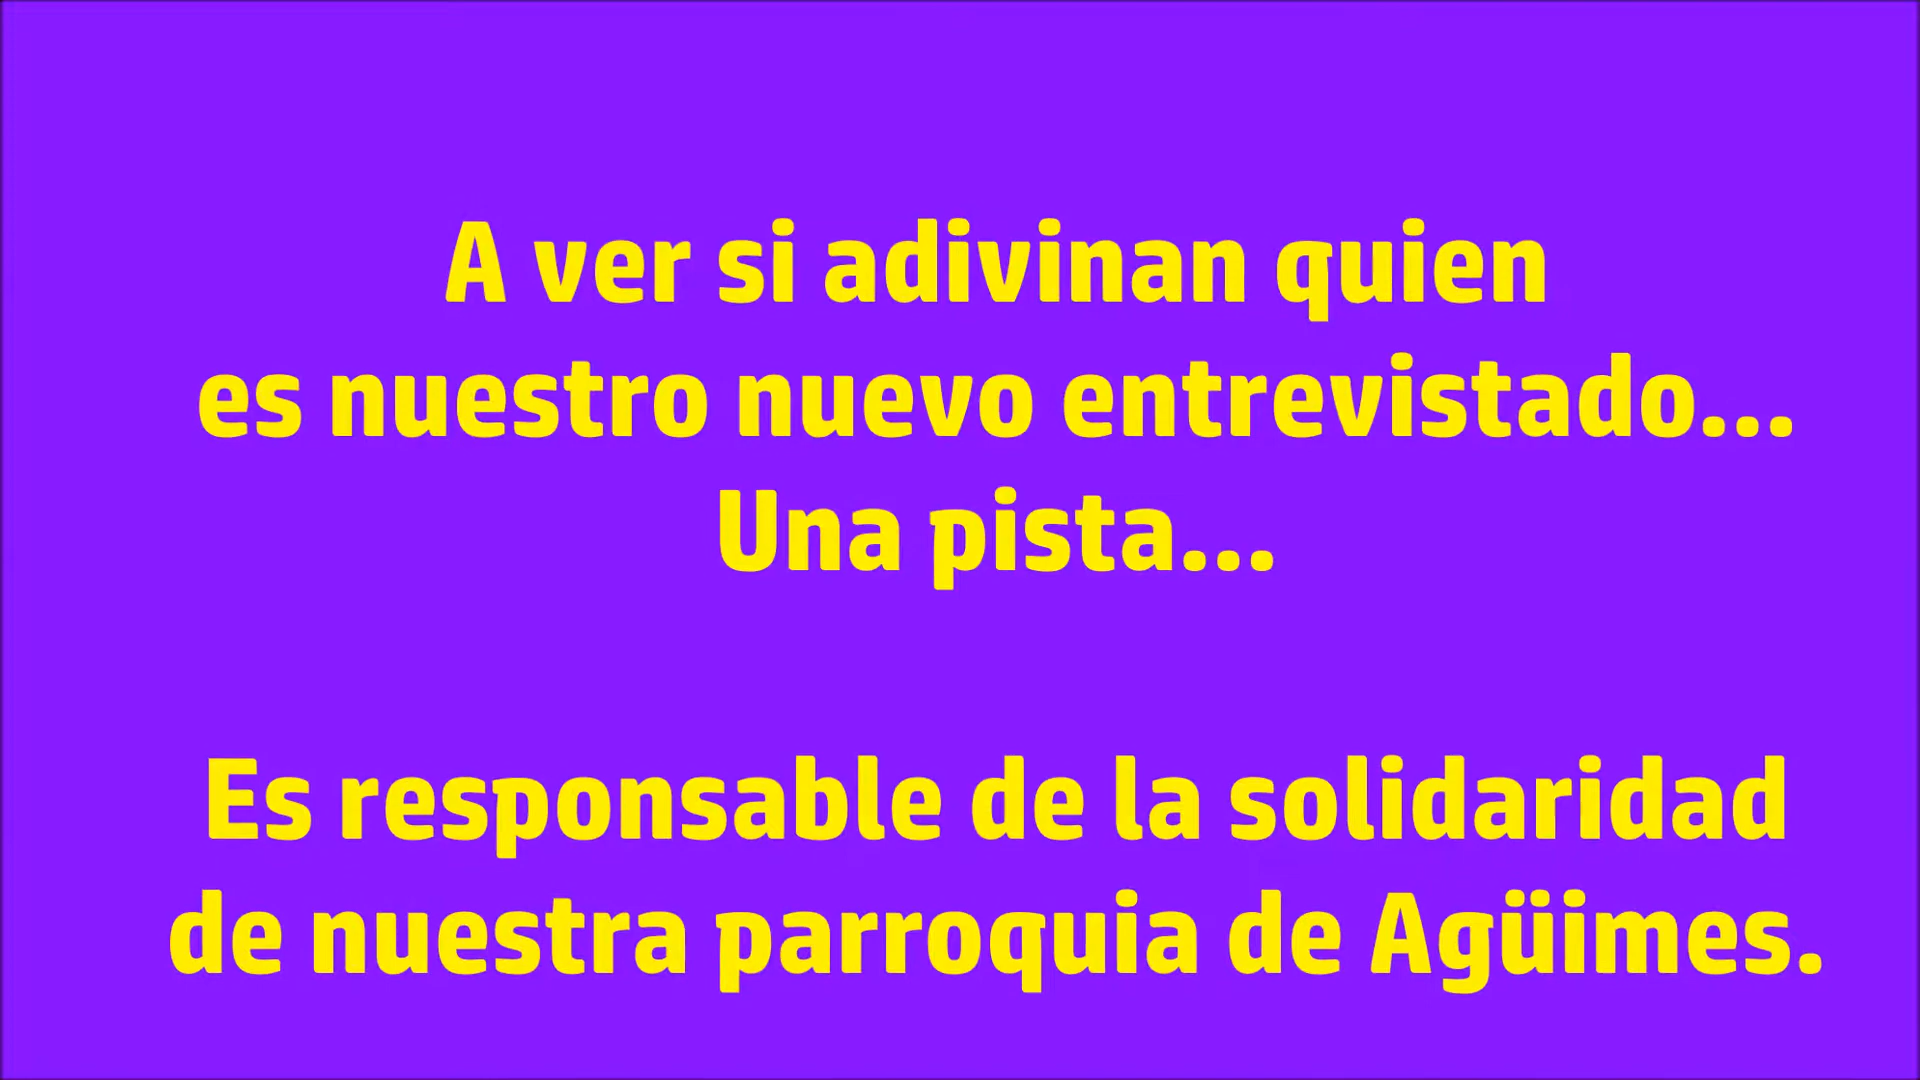 A ver si adivinan quien
es nuestro nuevo entrevistado...
Una pista...
Es responsable de la solidaridad
de nuestra parroquia de Agüimes.